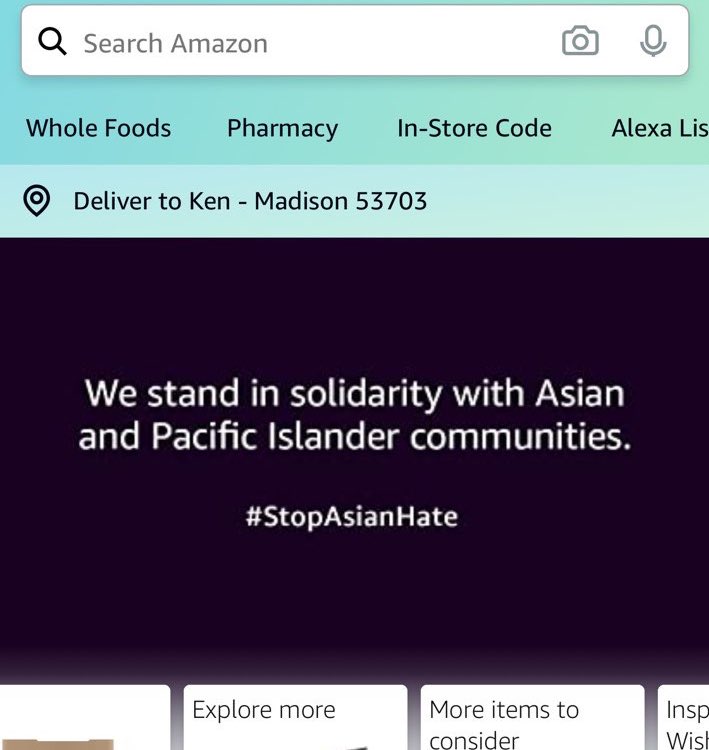 Search Amazon
Whole Foods Pharmacy In-Store Code Alexa Lis
Deliver to Ken - Madison 53703
We stand in solidarity with Asian
and Pacific Islander communities.
#StopAsianHate
Explore more
More items to
consider
Insp
Wish